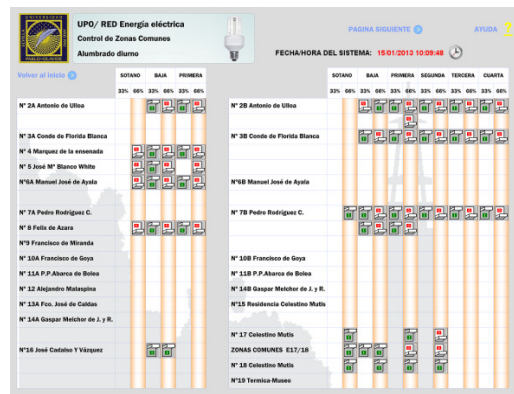 UPO/ RED Energía eléctrica
Control de Zonas Comunes
Alumbrado diurno
PAGINA SIGUIENTE
AYUDA ?
FECHA/HORA DEL SISTEMA: 15/01/2013 10:09:48
Volver al inicio
SOTANO BAJA PRIMERA
33% 66% 33% 66% 33% 66%
SOTANO BAJA PRIMERA SEGUNDA TERCERA CUARTA
33% 66% 33% 66% 33% 66% 33% 66% 33% 66% 33% 66%
Nº 2A Antonio de Ulloa
Nº 2B Antonio de Ulloa
Nº 3A Conde de Florida Blanca
Nº 3B Conde de Florida Blanca
Nº 4 Marquez de la ensenada
Nº 5 José Mª Blanco White
Nº6A Manuel José de Ayala
Nº6B Manuel José de Ayala
Nº 7A Pedro Rodríguez C.
Nº 7B Pedro Rodríguez C.
Nº 8 Felix de Azara
Nº9 Francisco de Miranda
Nº 10A Francisco de Goya
Nº 10B Francisco de Goya
Nº 11A P.P.Abarca de Bolea
Nº 11B P.P.Abarca de Bolea
Nº 12 Alejandro Malaspina
Nº 14B Gaspar Melchor de J. y R.
Nº 13A Fco. José de Caldas
Nº15 Residencia Celestino Mutis
Nº 14A Gaspar Melchor de J. y R.
Nº 17 Celestino Mutis
Nº16 José Cadalso Y Vázquez
ZONAS COMUNES E17/18
Nº 18 Celestino Mutis
Nº19 Termica-Museo